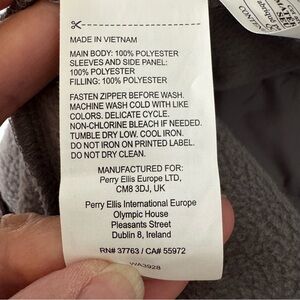 MADE IN VIETNAM
MAIN BODY: 100% POLYESTER
SLEEVES AND SIDE PANEL:
100% POLYESTER
FILLING: 100% POLYESTER
FASTEN ZIPPER BEFORE WASH.
MACHINE WASH COLD WITH LIKE
COLORS. DELICATE CYCLE.
NON-CHLORINE BLEACH IF NEEDED.
TUMBLE DRY LOW. COOL IRON.
DO NOT IRON ON PRINTED LABEL.
DO NOT DRY CLEAN.
MANUFACTURED FOR:
Perry Ellis Europe LTD,
CM8 3DJ, UK
Perry Ellis International Europe
Olympic House
Pleasants Street
Dublin 8, Ireland
RN# 37763 / CA# 55972
WA3928